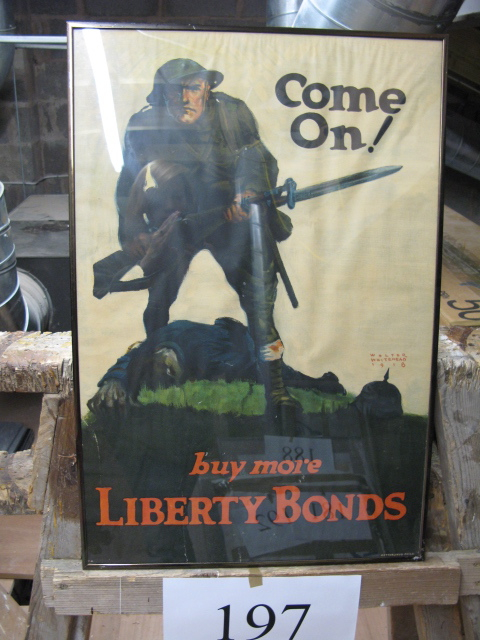 Come
On!
WALTER
WHITEHEAD
1918
buy more
LIBERTY BONDS
197